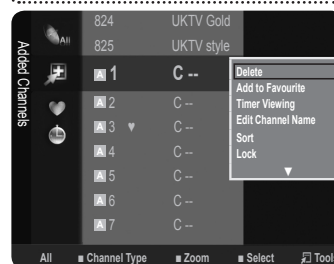 824 UKTV Gold
825 UKTV style
All
Added Channels
A 1 C --
A 2 C --
A 3 ♥ C --
A 4 C --
A 5 C --
A 6 C --
A 7 C --
Delete
Add to Favourite
Timer Viewing
Edit Channel Name
Sort
Lock
▼
All ■ Channel Type ■ Zoom ■ Select Tool